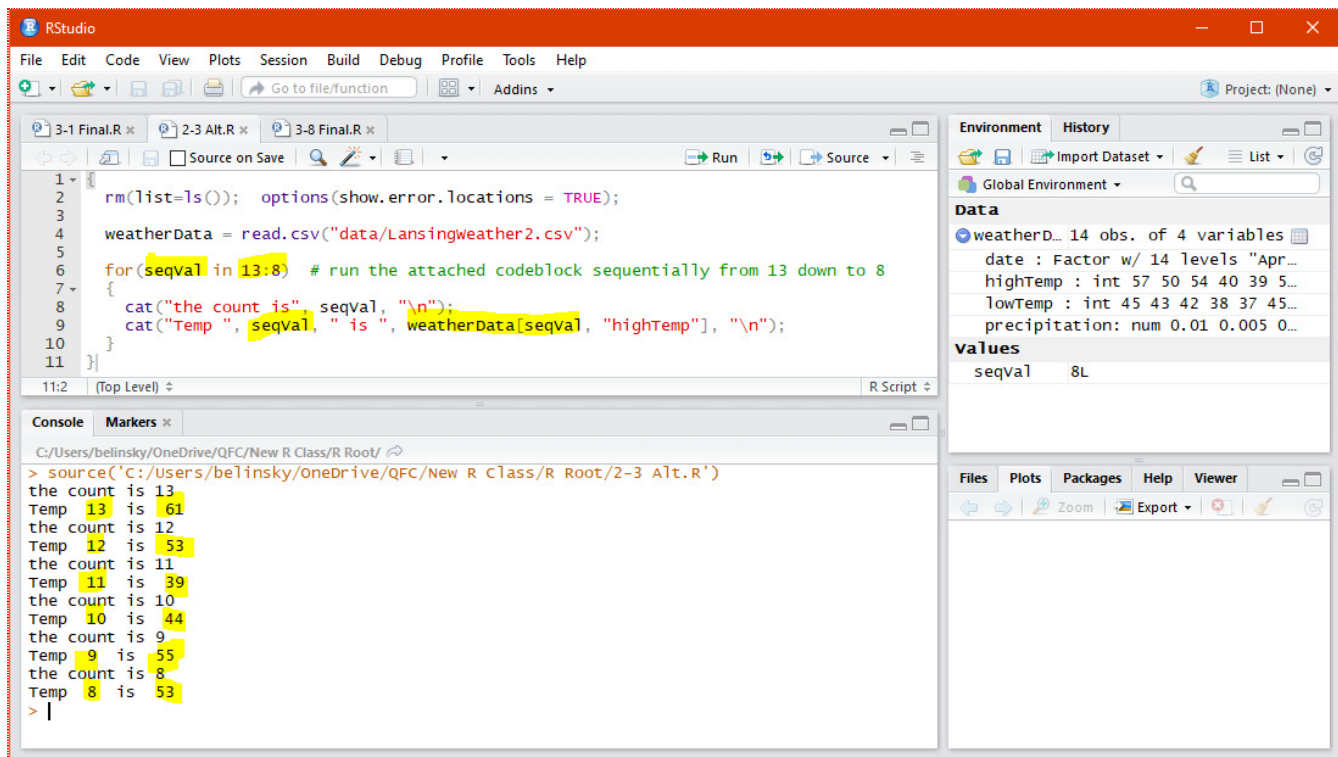 RStudio
File Edit Code View Plots Session Build Debug Profile Tools Help
Go to file/function Addins Project: (None)
3-1 Final.R 2-3 Alt.R 3-8 Final.R
Source on Save Run Source
1 {
2 rm(list=ls()); options(show.error.locations = TRUE);
3
4 weatherData = read.csv("data/LansingWeather2.csv");
5
6 for(seqVal in 13:8) # run the attached codeblock sequentially from 13 down to 8
7 {
8 cat("the count is", seqVal, "\n");
9 cat("Temp ", seqVal, " is ", weatherData[seqVal, "highTemp"], "\n");
10 }
11 }
11:2 (Top Level) R Script
Console Markers
C:/Users/belinsky/OneDrive/QFC/New R Class/R Root/
> source('C:/Users/belinsky/OneDrive/QFC/New R Class/R Root/2-3 Alt.R')
the count is 13
Temp 13 is 61
the count is 12
Temp 12 is 53
the count is 11
Temp 11 is 39
the count is 10
Temp 10 is 44
the count is 9
Temp 9 is 55
the count is 8
Temp 8 is 53
>
Environment History
Import Dataset List
Global Environment
Data
weatherD… 14 obs. of 4 variables
date : Factor w/ 14 levels "Apr…
highTemp : int 57 50 54 40 39 5…
lowTemp : int 45 43 42 38 37 45…
precipitation: num 0.01 0.005 0…
Values
seqVal 8L
Files Plots Packages Help Viewer
Zoom Export